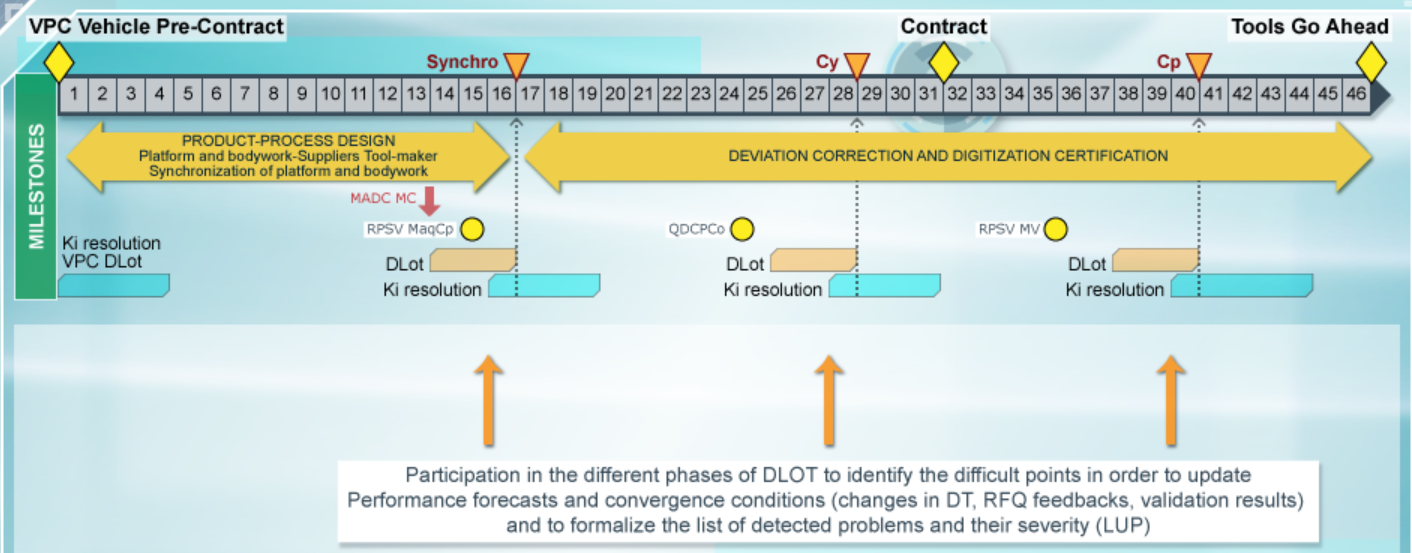 VPC Vehicle Pre-Contract
Contract
Tools Go Ahead
Synchro
Cy
Cp
1 2 3 4 5 6 7 8 9 10 11 12 13 14 15 16 17 18 19 20 21 22 23 24 25 26 27 28 29 30 31 32 33 34 35 36 37 38 39 40 41 42 43 44 45 46
MILESTONES
PRODUCT-PROCESS DESIGN
Platform and bodywork-Suppliers Tool-maker
Synchronization of platform and bodywork
DEVIATION CORRECTION AND DIGITIZATION CERTIFICATION
MADC MC
RPSV MaqCp
QDCPCo
RPSV MV
Ki resolution
VPC DLot
DLot
DLot
DLot
Ki resolution
Ki resolution
Ki resolution
Participation in the different phases of DLOT to identify the difficult points in order to update
Performance forecasts and convergence conditions (changes in DT, RFQ feedbacks, validation results)
and to formalize the list of detected problems and their severity (LUP)